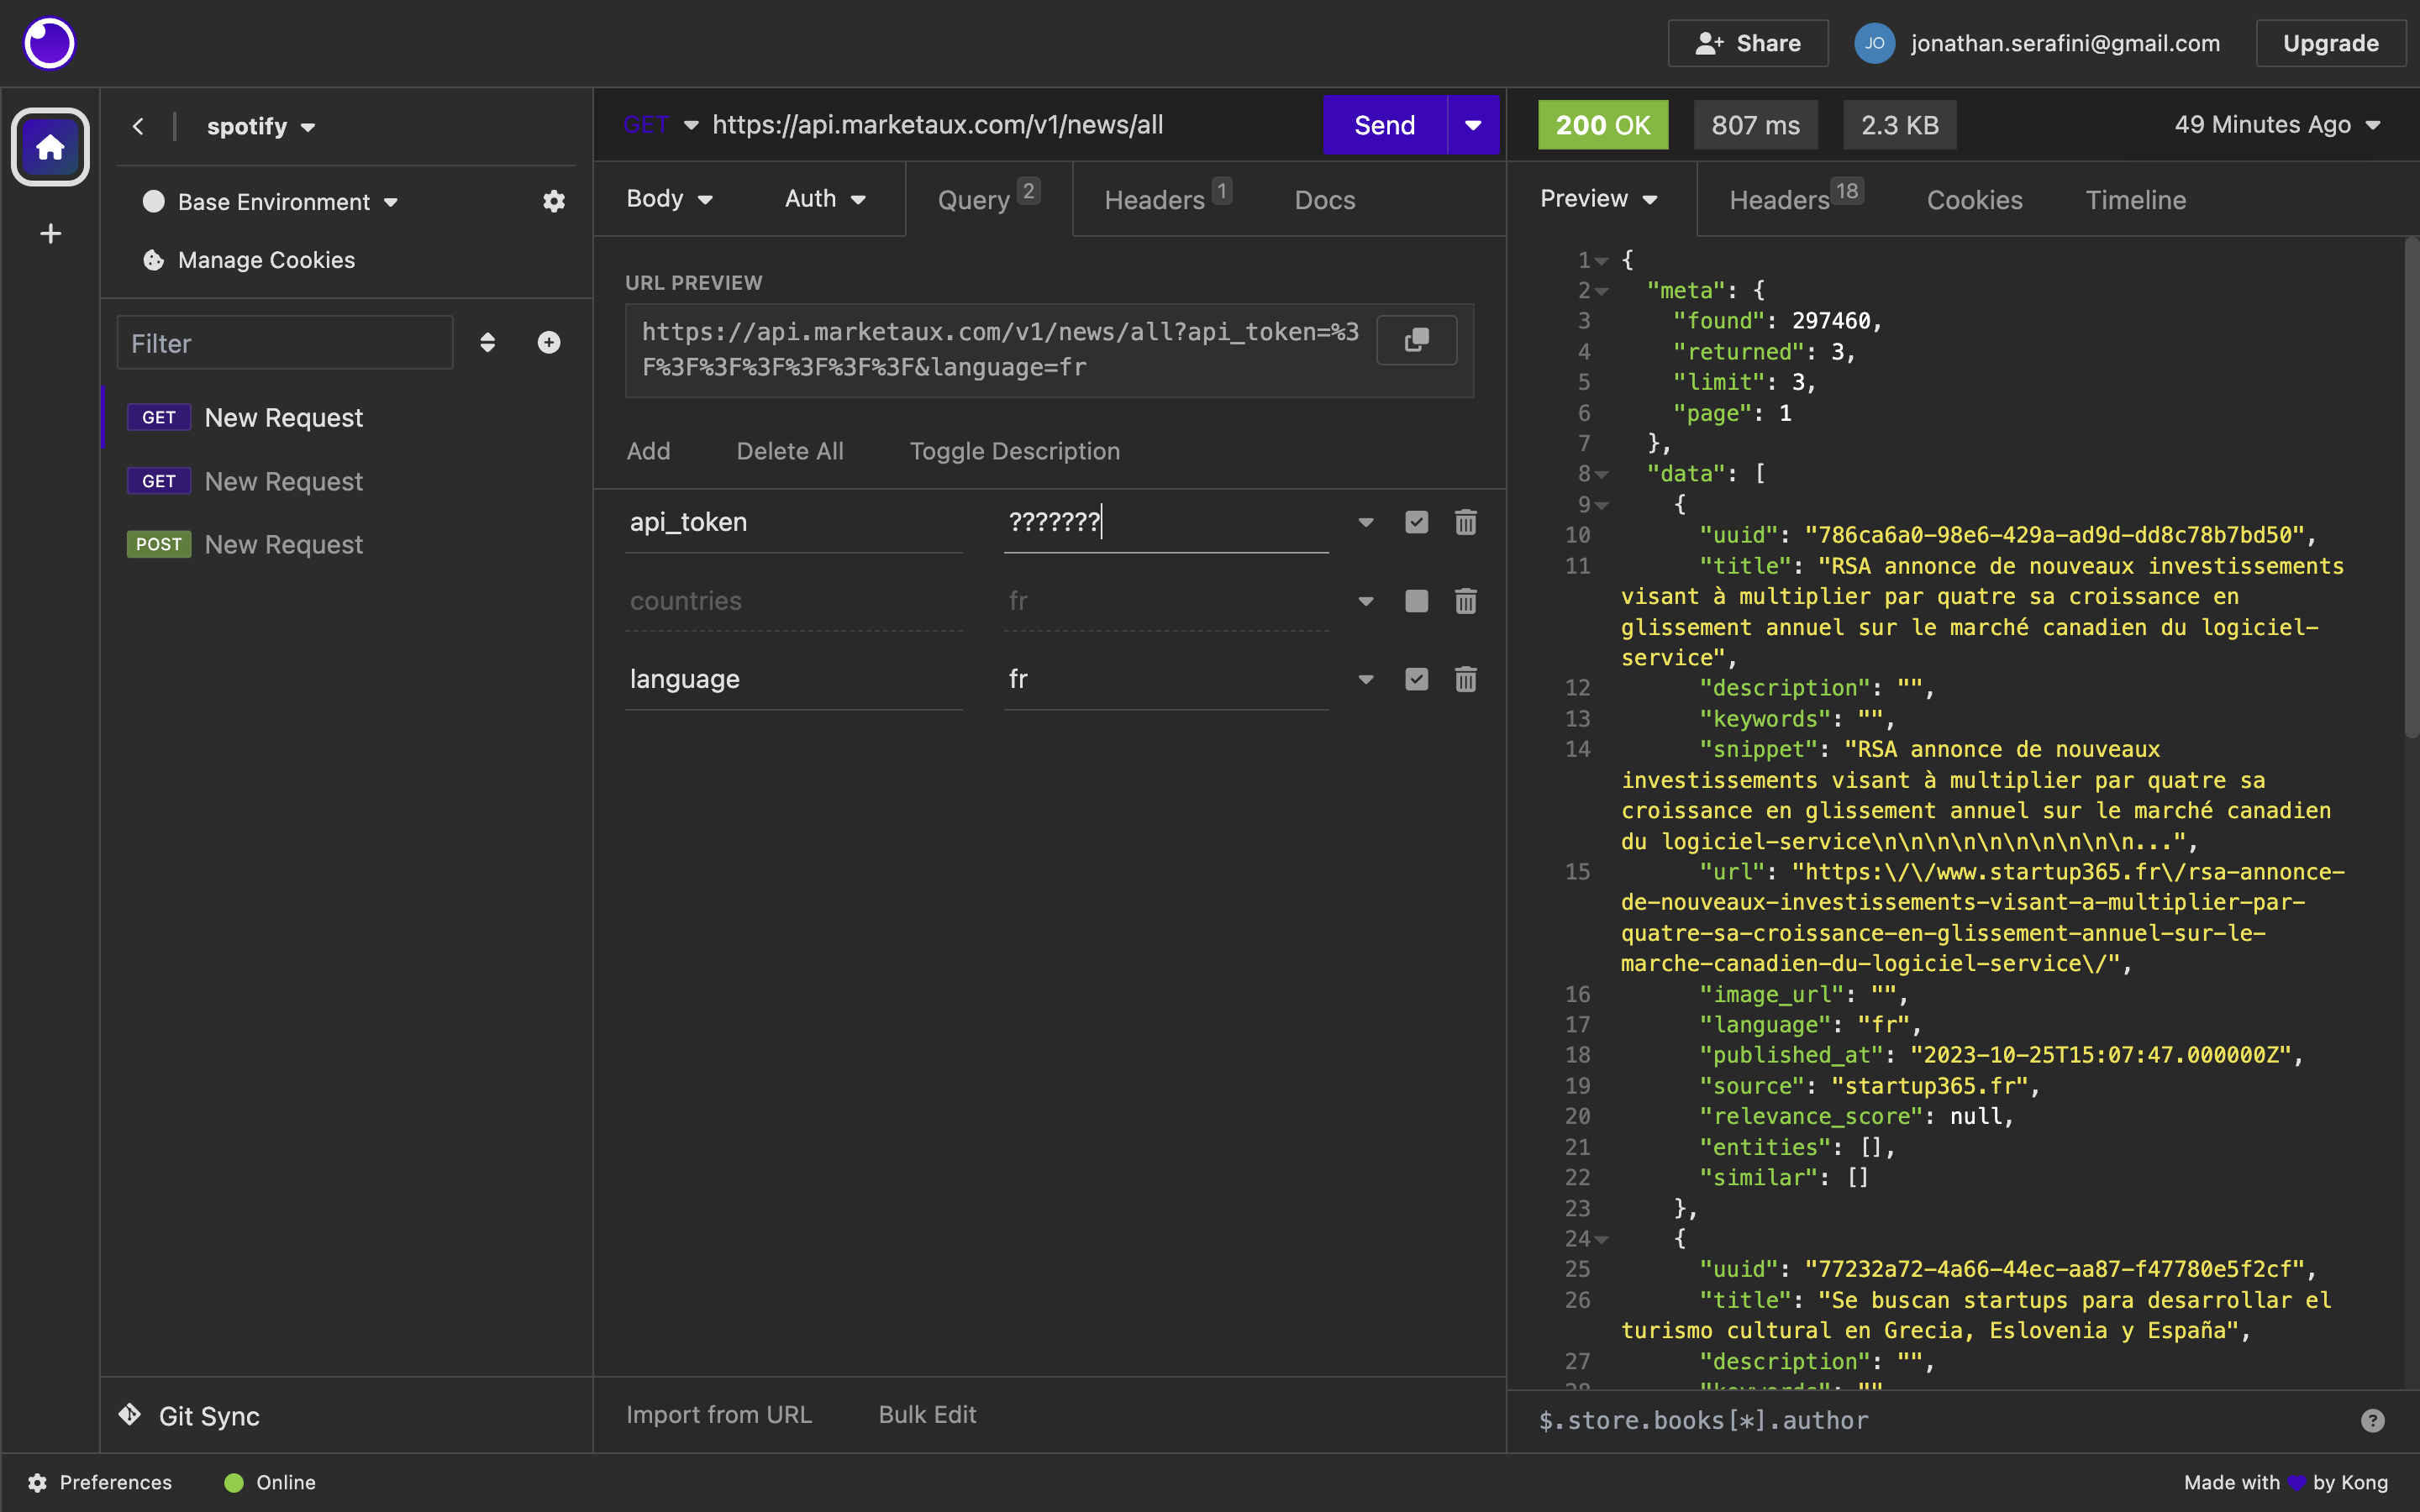 Share
JO
jonathan.serafini@gmail.com
Upgrade
spotify
Base Environment
Manage Cookies
Filter
GET New Request
GET New Request
POST New Request
Git Sync
Preferences
Online
GET https://api.marketaux.com/v1/news/all
Send
Body
Auth
Query 2
Headers 1
Docs
URL PREVIEW
https://api.marketaux.com/v1/news/all?api_token=%3
F%3F%3F%3F%3F%3F%3F&language=fr
Add
Delete All
Toggle Description
api_token ???????
countries fr
language fr
Import from URL
Bulk Edit
200 OK
807 ms
2.3 KB
49 Minutes Ago
Preview
Headers 18
Cookies
Timeline
1 {
2 "meta": {
3 "found": 297460,
4 "returned": 3,
5 "limit": 3,
6 "page": 1
7 },
8 "data": [
9 {
10 "uuid": "786ca6a0-98e6-429a-ad9d-dd8c78b7bd50",
11 "title": "RSA annonce de nouveaux investissements
visant à multiplier par quatre sa croissance en
glissement annuel sur le marché canadien du logiciel-
service",
12 "description": "",
13 "keywords": "",
14 "snippet": "RSA annonce de nouveaux
investissements visant à multiplier par quatre sa
croissance en glissement annuel sur le marché canadien
du logiciel-service\n\n\n\n\n\n\n\n\n\n...",
15 "url": "https:\/\/www.startup365.fr\/rsa-annonce-
de-nouveaux-investissements-visant-a-multiplier-par-
quatre-sa-croissance-en-glissement-annuel-sur-le-
marche-canadien-du-logiciel-service\/",
16 "image_url": "",
17 "language": "fr",
18 "published_at": "2023-10-25T15:07:47.000000Z",
19 "source": "startup365.fr",
20 "relevance_score": null,
21 "entities": [],
22 "similar": []
23 },
24 {
25 "uuid": "77232a72-4a66-44ec-aa87-f47780e5f2cf",
26 "title": "Se buscan startups para desarrollar el
turismo cultural en Grecia, Eslovenia y España",
27 "description": "",
28 "keywords": ""
$.store.books[*].author
Made with by Kong